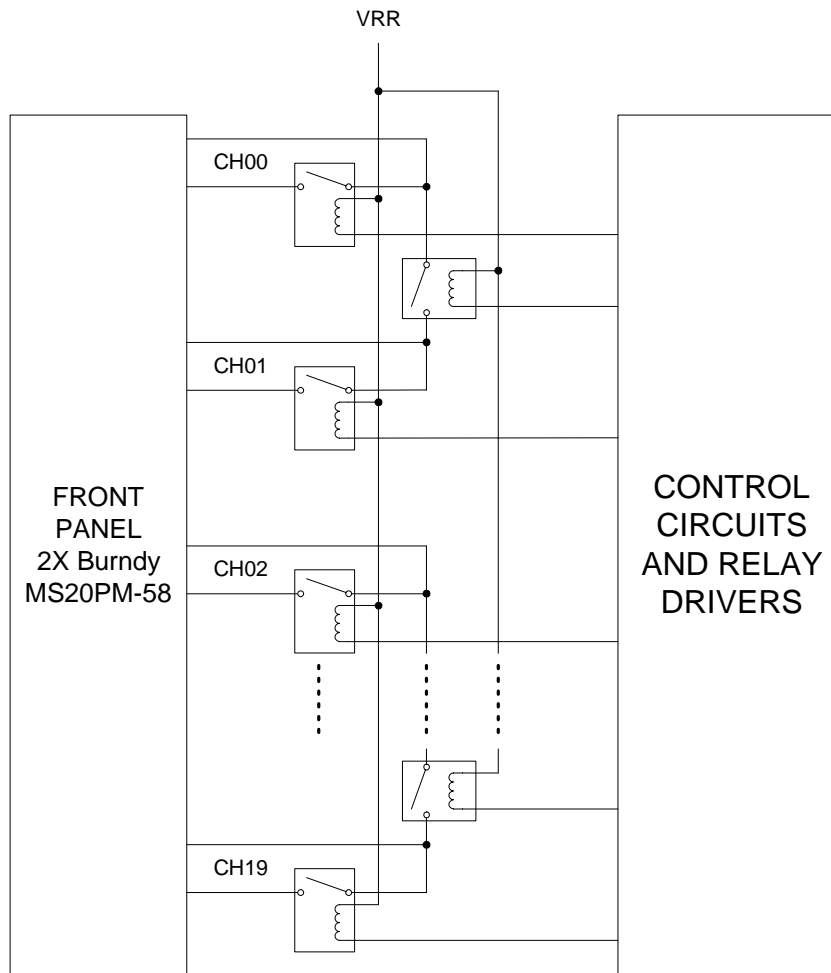 VRR
CH00
CH01
FRONT
PANEL
2X Burndy
MS20PM-58
CONTROL
CIRCUITS
AND RELAY
DRIVERS
CH02
CH19